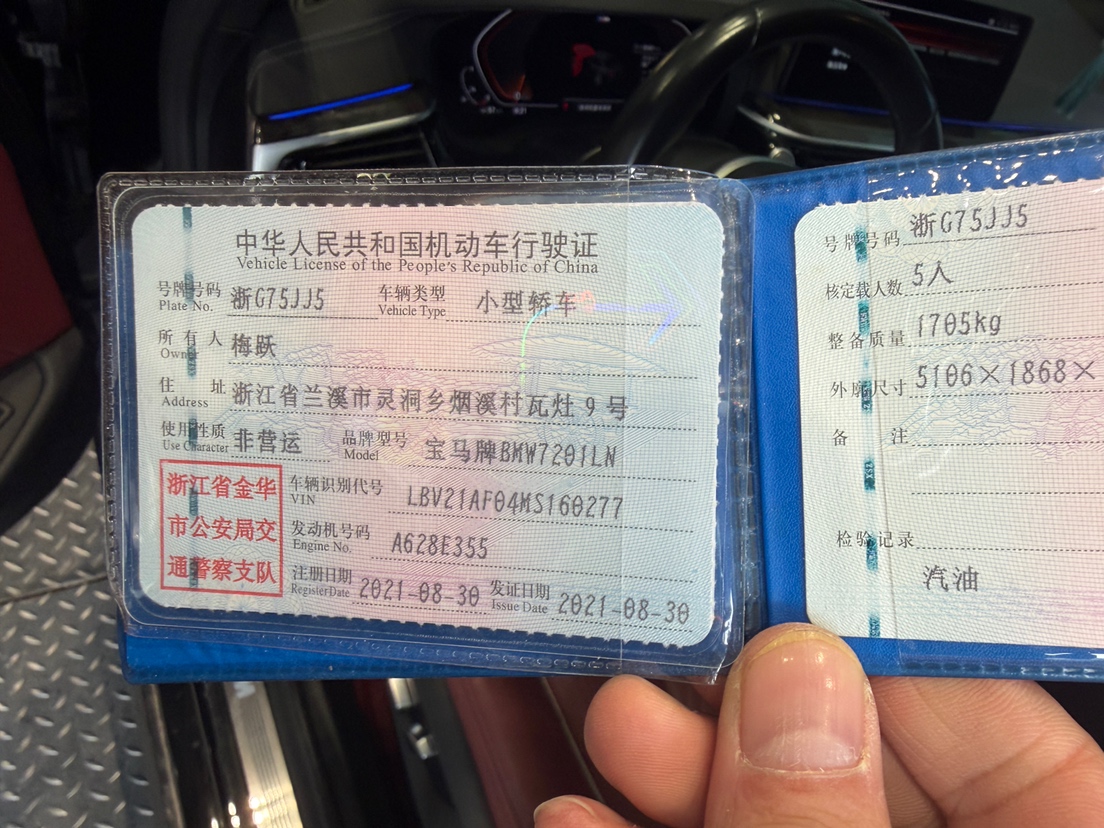 中华人民共和国机动车行驶证
Vehicle License of the People's Republic of China
号牌号码 浙G75JJ5 车辆类型 小型轿车
Plate No. Vehicle Type
所有人 梅跃
Owner
住址 浙江省兰溪市灵洞乡烟溪村瓦灶9号
Address
使用性质 非营运 品牌型号 宝马牌BMW7201LN
Use Character Model
浙江省金华
市公安局交
通警察支队
车辆识别代号 LBV21AF04MS160277
VIN
发动机号码 A628E355
Engine No.
注册日期 2021-08-30 发证日期 2021-08-30
Register Date Issue Date
号牌号码 浙G75JJ5
核定载人数 5人
整备质量 1705kg
外廓尺寸 5106×1868×
备注
检验记录
汽油